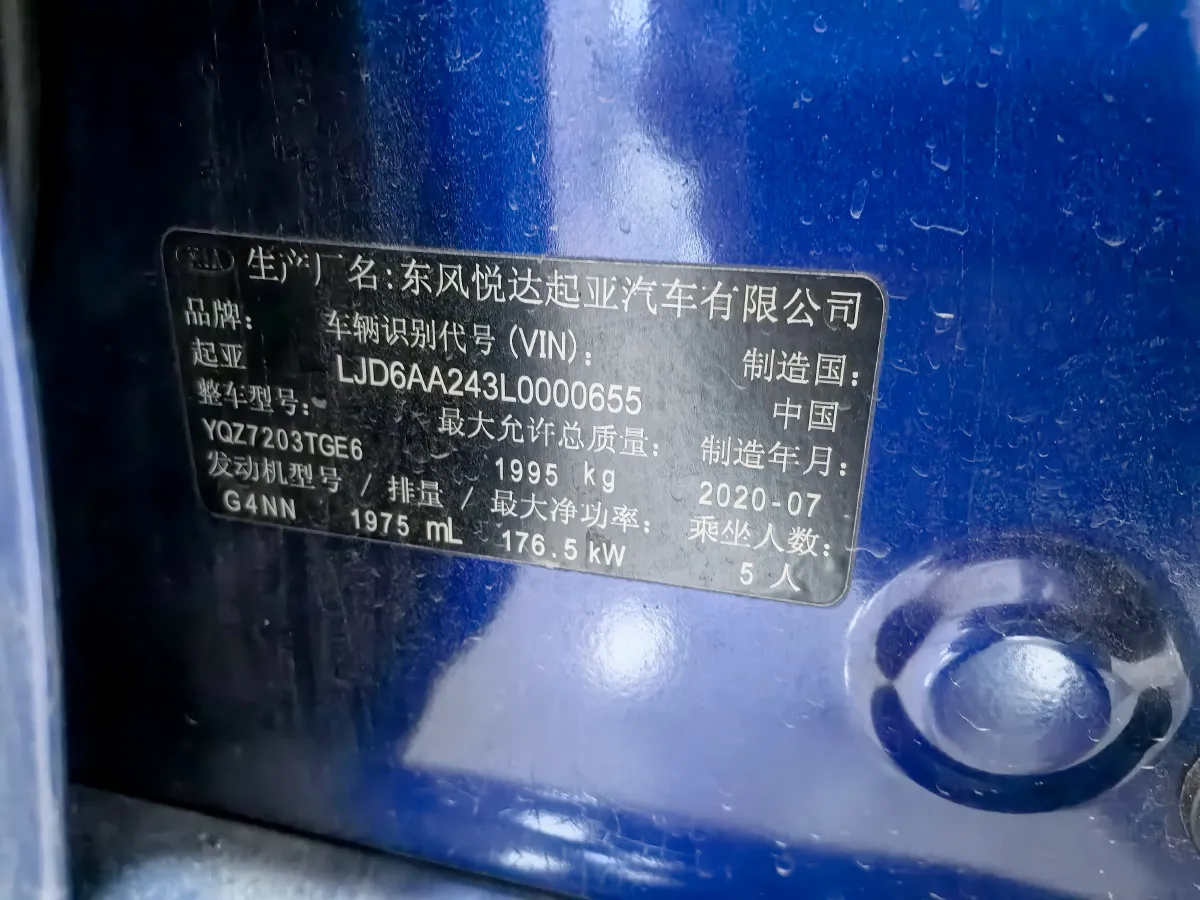 KIA 生产厂名:东风悦达起亚汽车有限公司
品牌: 车辆识别代号(VIN): 制造国:
起亚 LJD6AA243L0000655 中国
整车型号: 最大允许总质量: 制造年月:
YQZ7203TGE6 1995 kg 2020-07
发动机型号 / 排量 / 最大净功率: 乘坐人数:
G4NN 1975 mL 176.5 kW 5 人